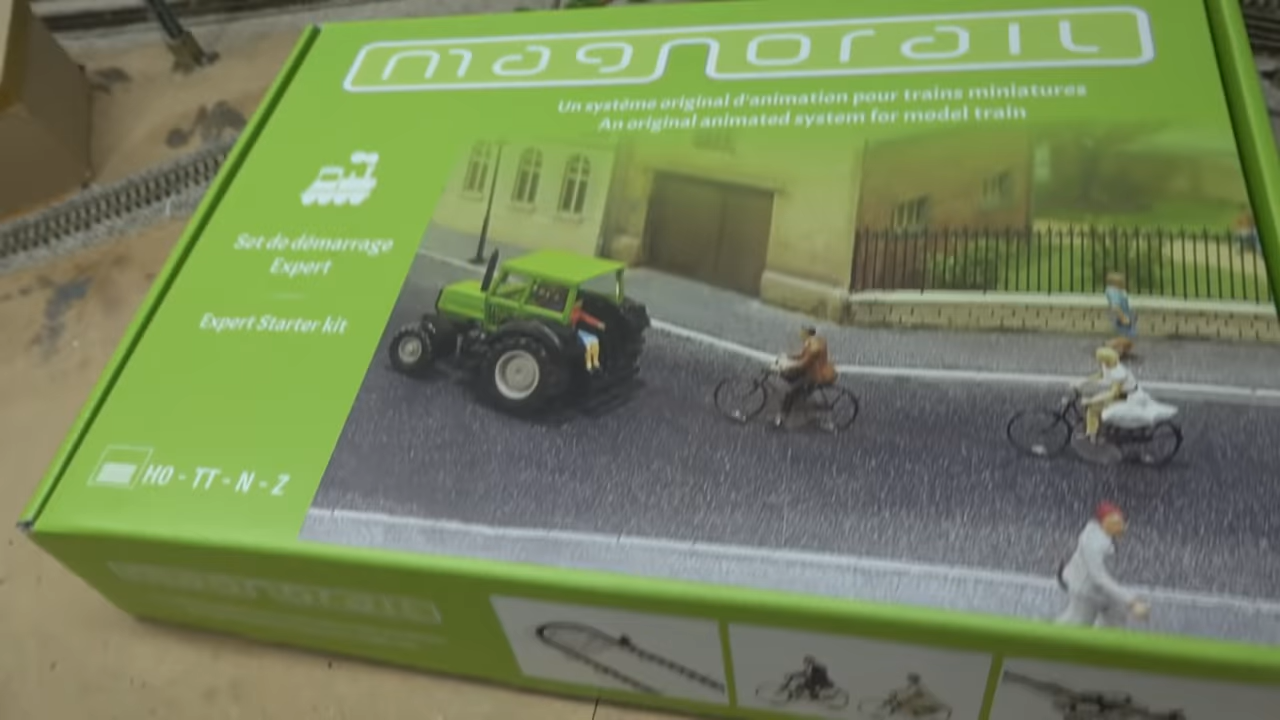 magnorail
Un système original d'animation pour trains miniatures
An original animated system for model train
Set de démarrage
Expert
Expert Starter kit
HO - TT - N - Z
magnorail